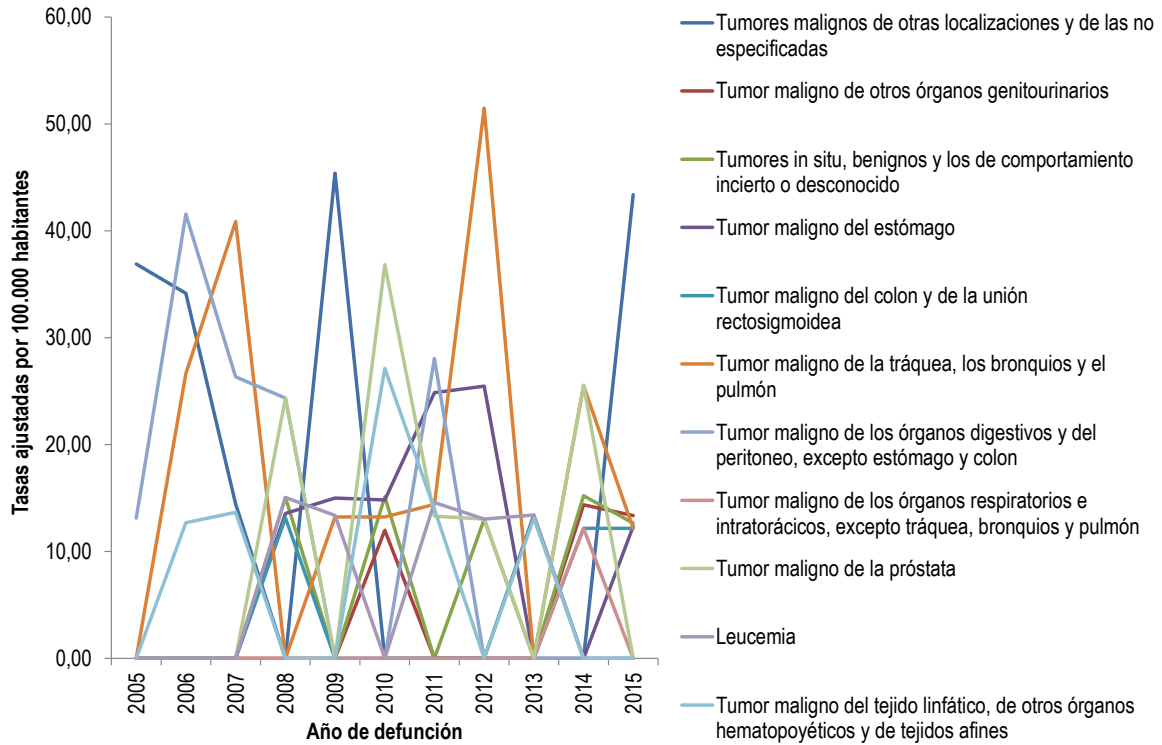 60,00
50,00
40,00
30,00
20,00
10,00
0,00
Tasas ajustadas por 100.000 habitantes
2005
2006
2007
2008
2009
2010
2011
2012
2013
2014
2015
Año de defunción
Tumores malignos de otras localizaciones y de las no
especificadas
Tumor maligno de otros órganos genitourinarios
Tumores in situ, benignos y los de comportamiento
incierto o desconocido
Tumor maligno del estómago
Tumor maligno del colon y de la unión
rectosigmoidea
Tumor maligno de la tráquea, los bronquios y el
pulmón
Tumor maligno de los órganos digestivos y del
peritoneo, excepto estómago y colon
Tumor maligno de los órganos respiratorios e
intratorácicos, excepto tráquea, bronquios y pulmón
Tumor maligno de la próstata
Leucemia
Tumor maligno del tejido linfático, de otros órganos
hematopoyéticos y de tejidos afines